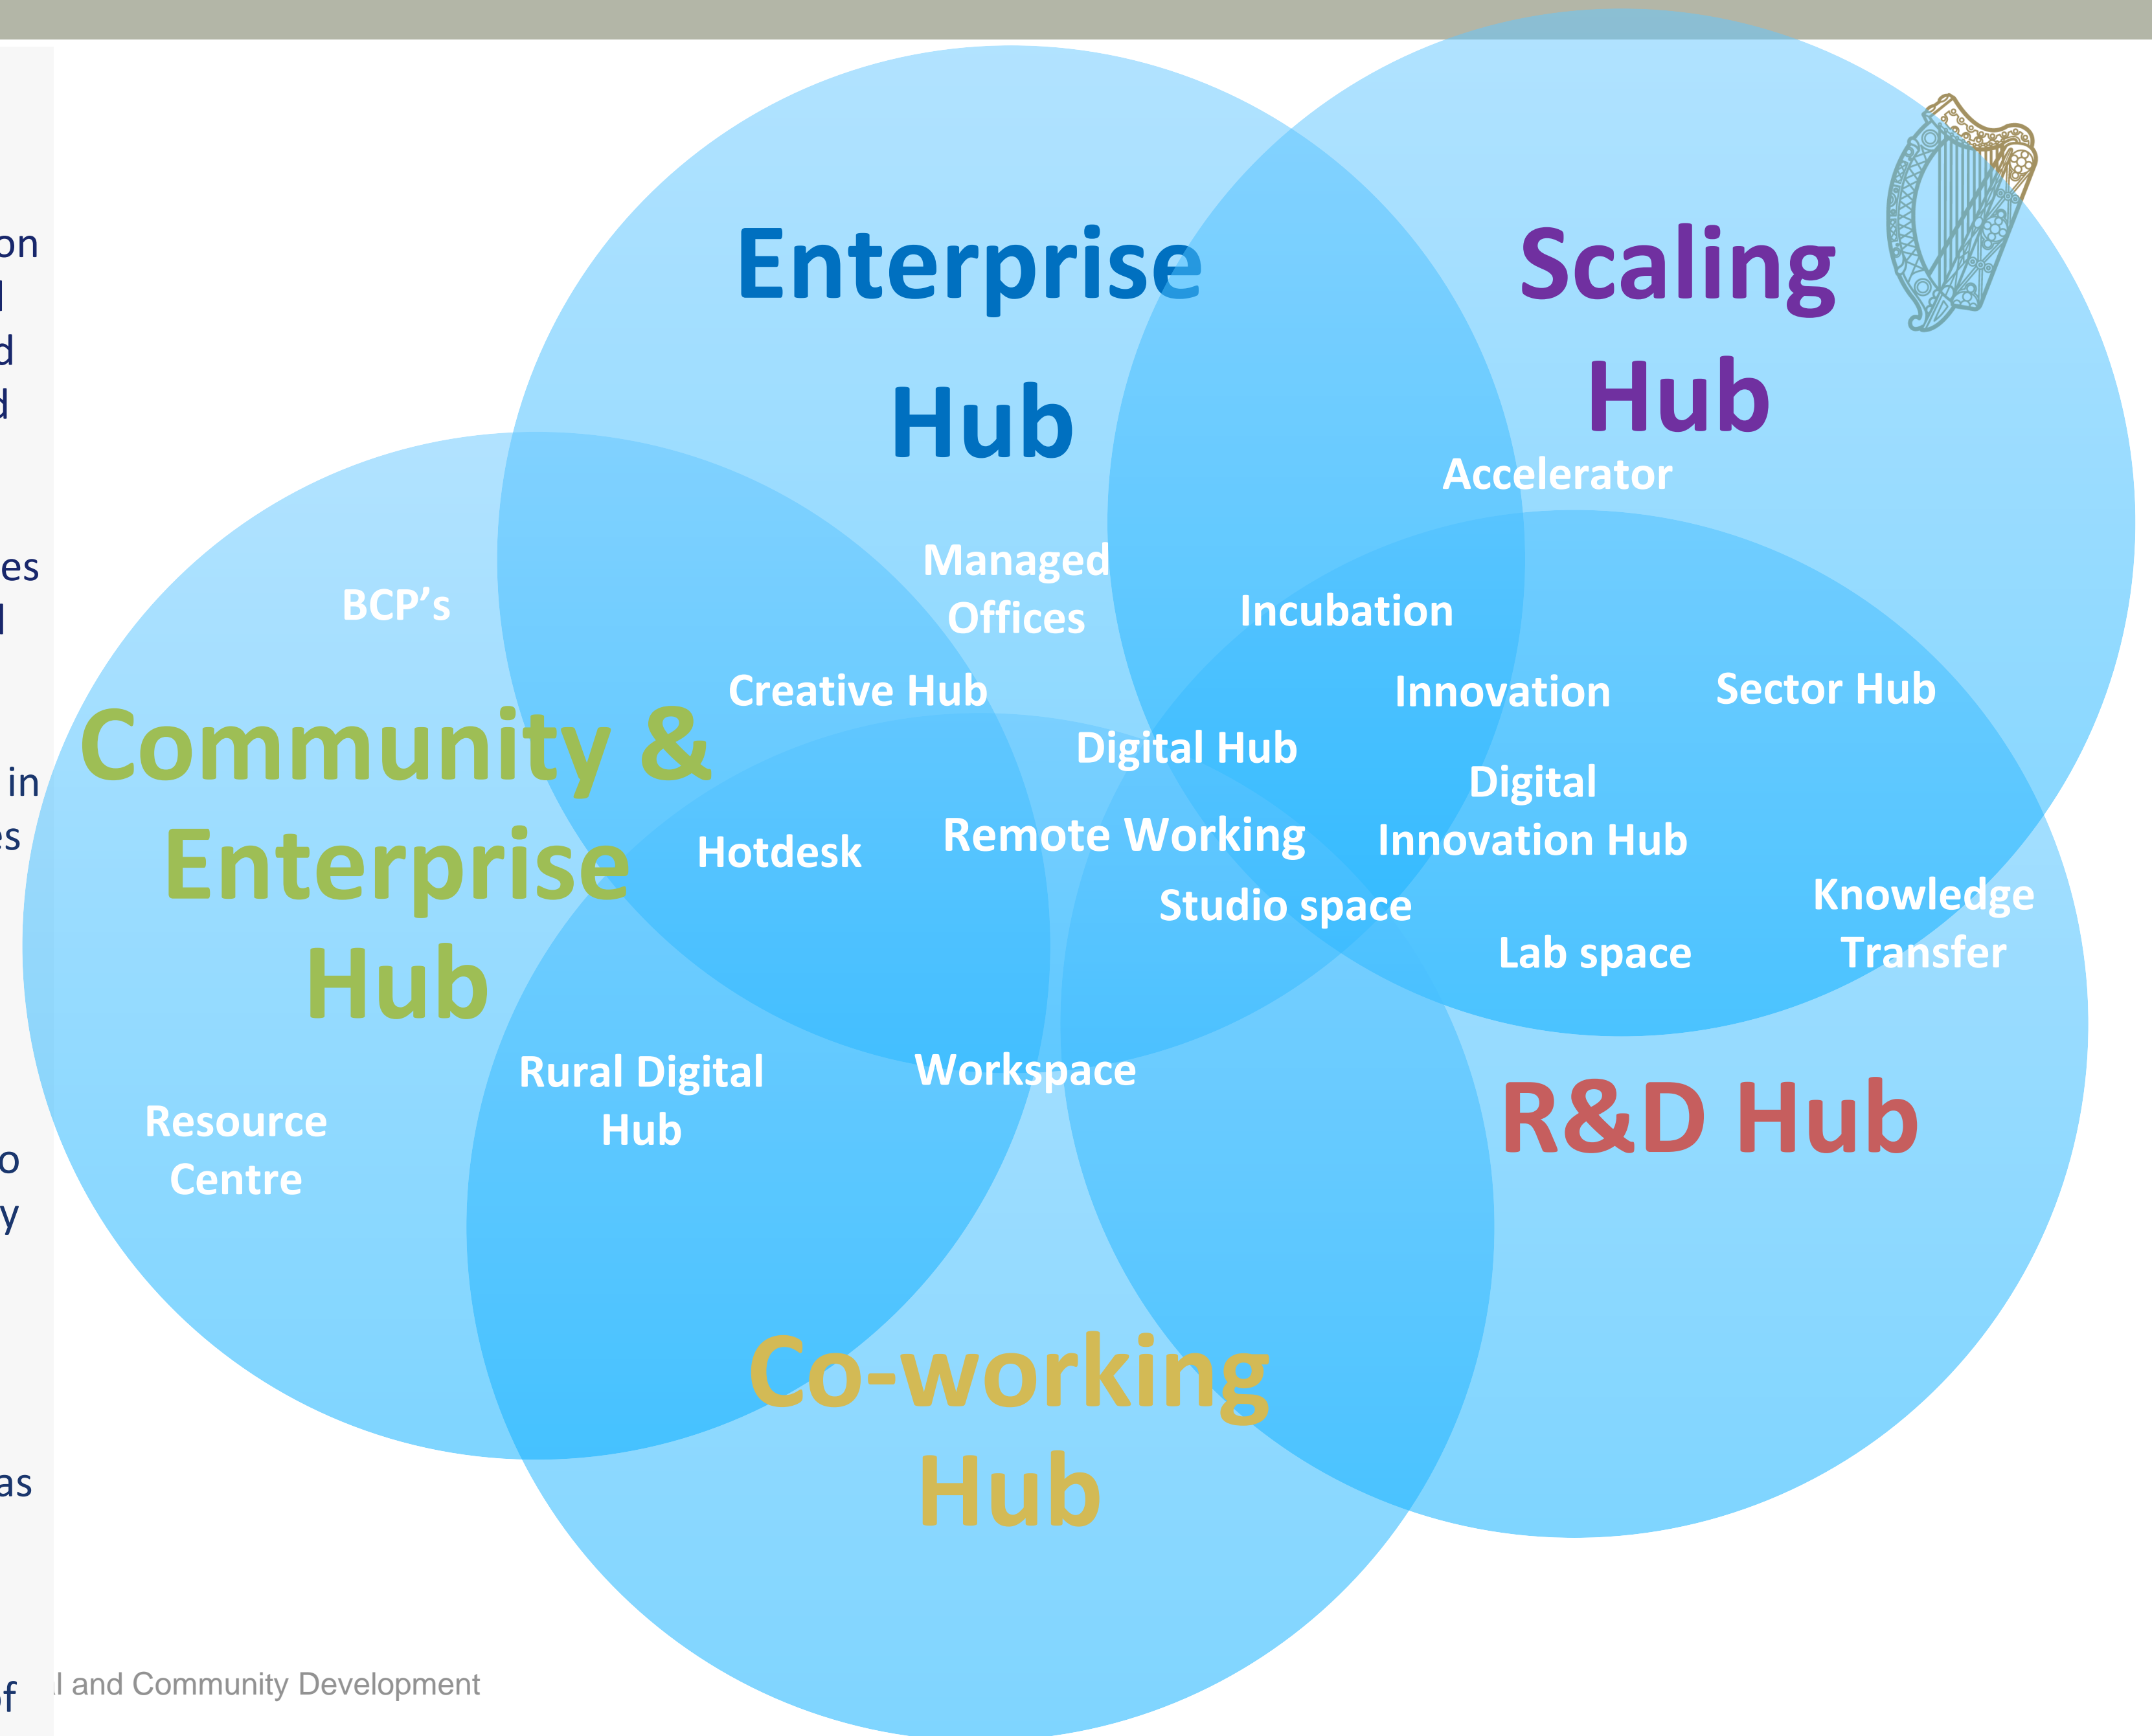 on
d
d
es
in
es
o
y
as
of
Enterprise
Hub
Scaling
Hub
Accelerator
Managed
Offices
BCP’s
Incubation
Creative Hub
Innovation
Sector Hub
Community &
Enterprise
Hub
Digital Hub
Digital
Innovation Hub
Remote Working
Hotdesk
Studio space
Knowledge
Transfer
Lab space
Rural Digital
Hub
Workspace
Resource
Centre
R&D Hub
Co-working
Hub
l and Community Development